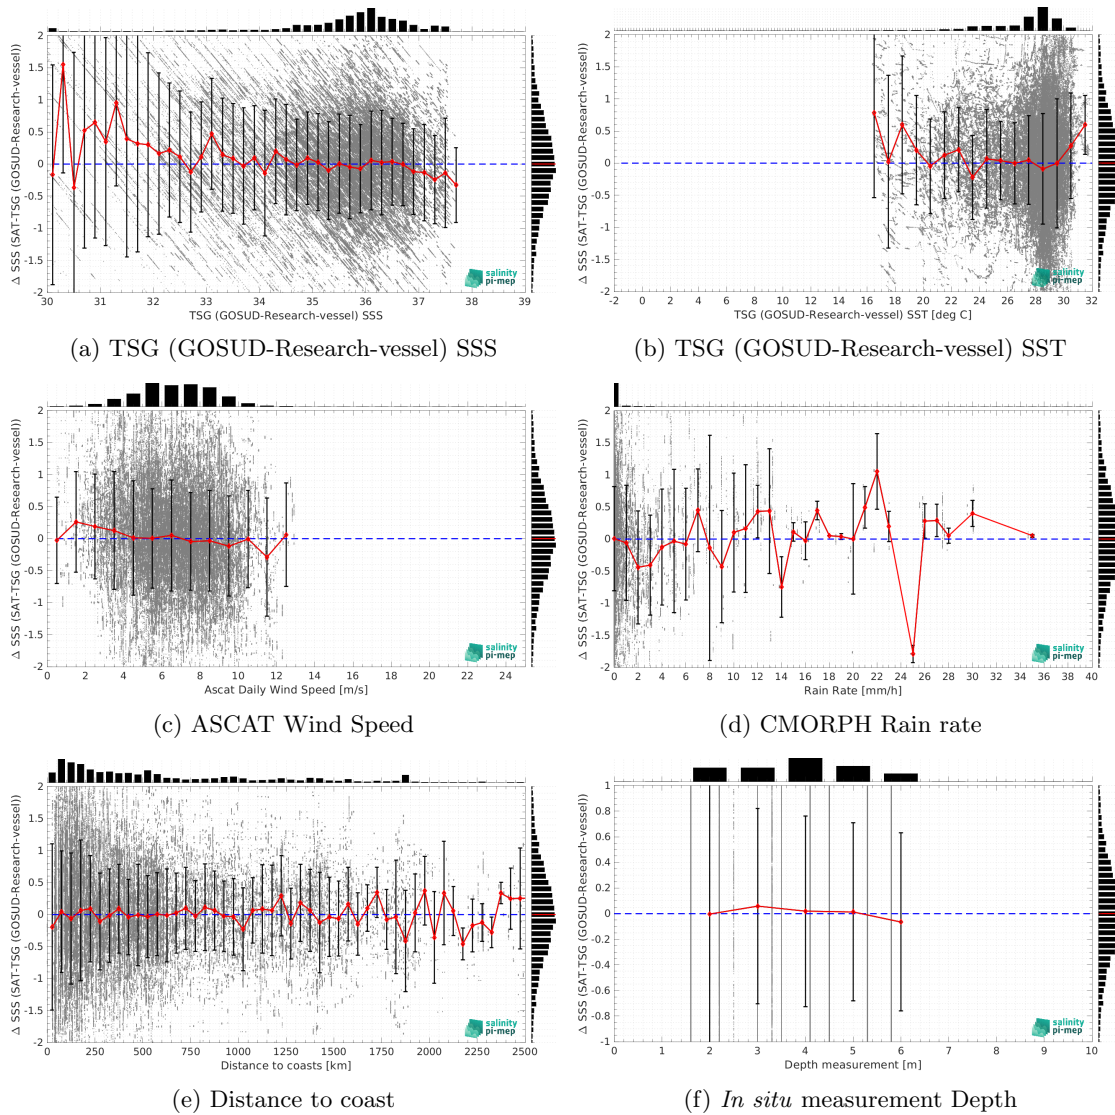 Δ SSS (SAT-TSG (GOSUD-Research-vessel))
2
1.5
1
0.5
0
-0.5
-1
-1.5
-2
30 31 32 33 34 35 36 37 38 39
TSG (GOSUD-Research-vessel) SSS
salinity
pi-mep
(a) TSG (GOSUD-Research-vessel) SSS
Δ SSS (SAT-TSG (GOSUD-Research-vessel))
2
1.5
1
0.5
0
-0.5
-1
-1.5
-2
-2 0 2 4 6 8 10 12 14 16 18 20 22 24 26 28 30 32
TSG (GOSUD-Research-vessel) SST [deg C]
salinity
pi-mep
(b) TSG (GOSUD-Research-vessel) SST
Δ SSS (SAT-TSG (GOSUD-Research-vessel))
2
1.5
1
0.5
0
-0.5
-1
-1.5
-2
0 2 4 6 8 10 12 14 16 18 20 22 24
Ascat Daily Wind Speed [m/s]
salinity
pi-mep
(c) ASCAT Wind Speed
Δ SSS (SAT-TSG (GOSUD-Research-vessel))
2
1.5
1
0.5
0
-0.5
-1
-1.5
-2
0 2 4 6 8 10 12 14 16 18 20 22 24 26 28 30 32 34 36 38 40
Rain Rate [mm/h]
salinity
pi-mep
(d) CMORPH Rain rate
Δ SSS (SAT-TSG (GOSUD-Research-vessel))
2
1.5
1
0.5
0
-0.5
-1
-1.5
-2
0 250 500 750 1000 1250 1500 1750 2000 2250 2500
Distance to coasts [km]
salinity
pi-mep
(e) Distance to coast
Δ SSS (SAT-TSG (GOSUD-Research-vessel))
1
0.8
0.6
0.4
0.2
0
-0.2
-0.4
-0.6
-0.8
-1
0 1 2 3 4 5 6 7 8 9 10
Depth measurement [m]
salinity
pi-mep
(f) In situ measurement Depth